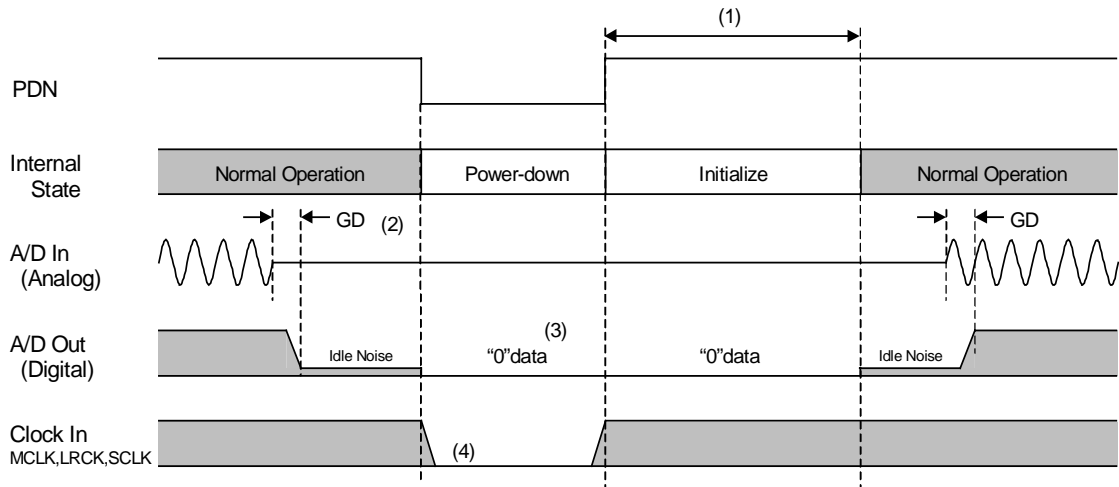 (1)
PDN
Internal
State
Normal Operation
Power-down
Initialize
Normal Operation
GD
(2)
GD
A/D In
(Analog)
A/D Out
(Digital)
Idle Noise
(3)
“0”data
“0”data
Idle Noise
Clock In
MCLK,LRCK,SCLK
(4)